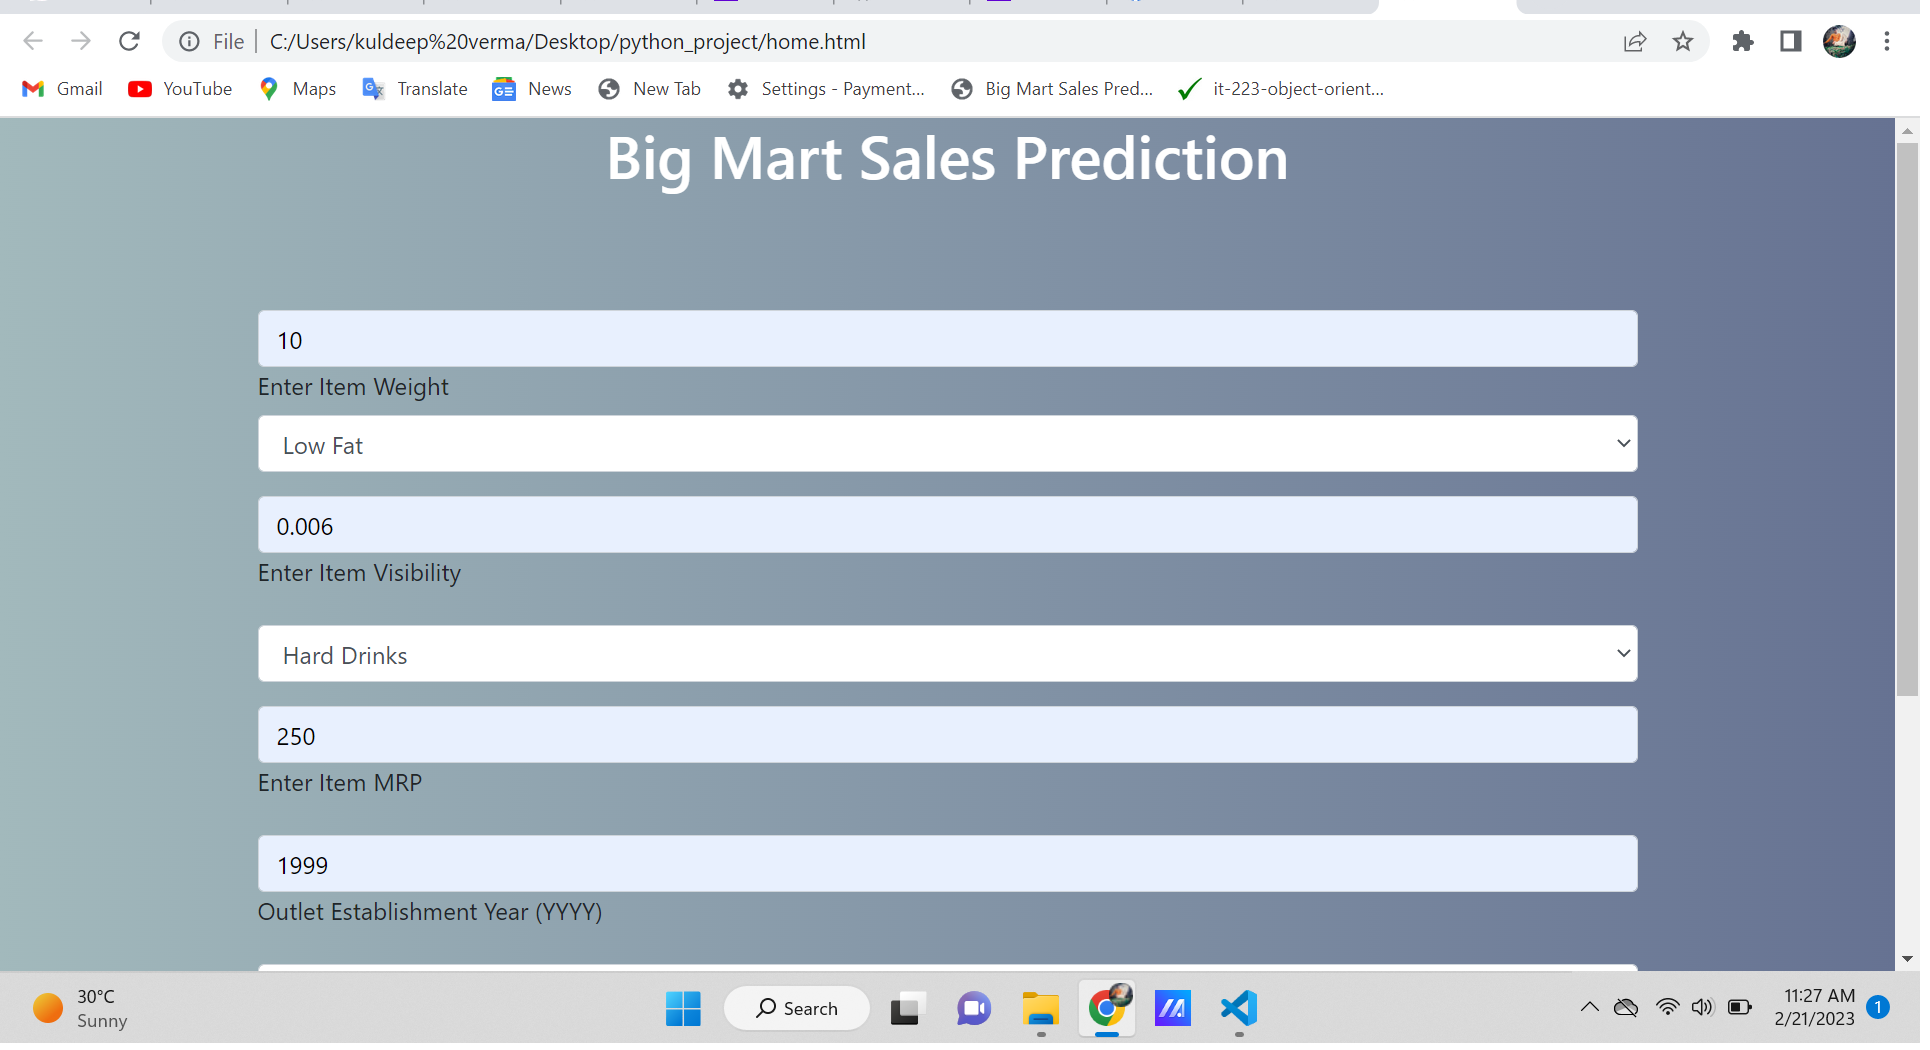 File | C:/Users/kuldeep%20verma/Desktop/python_project/home.html
Gmail YouTube Maps Translate News New Tab Settings - Payment... Big Mart Sales Pred... it-223-object-orient...
Big Mart Sales Prediction
10
Enter Item Weight
Low Fat
0.006
Enter Item Visibility
Hard Drinks
250
Enter Item MRP
1999
Outlet Establishment Year (YYYY)
30°C
Sunny
Search
11:27 AM
2/21/2023
1